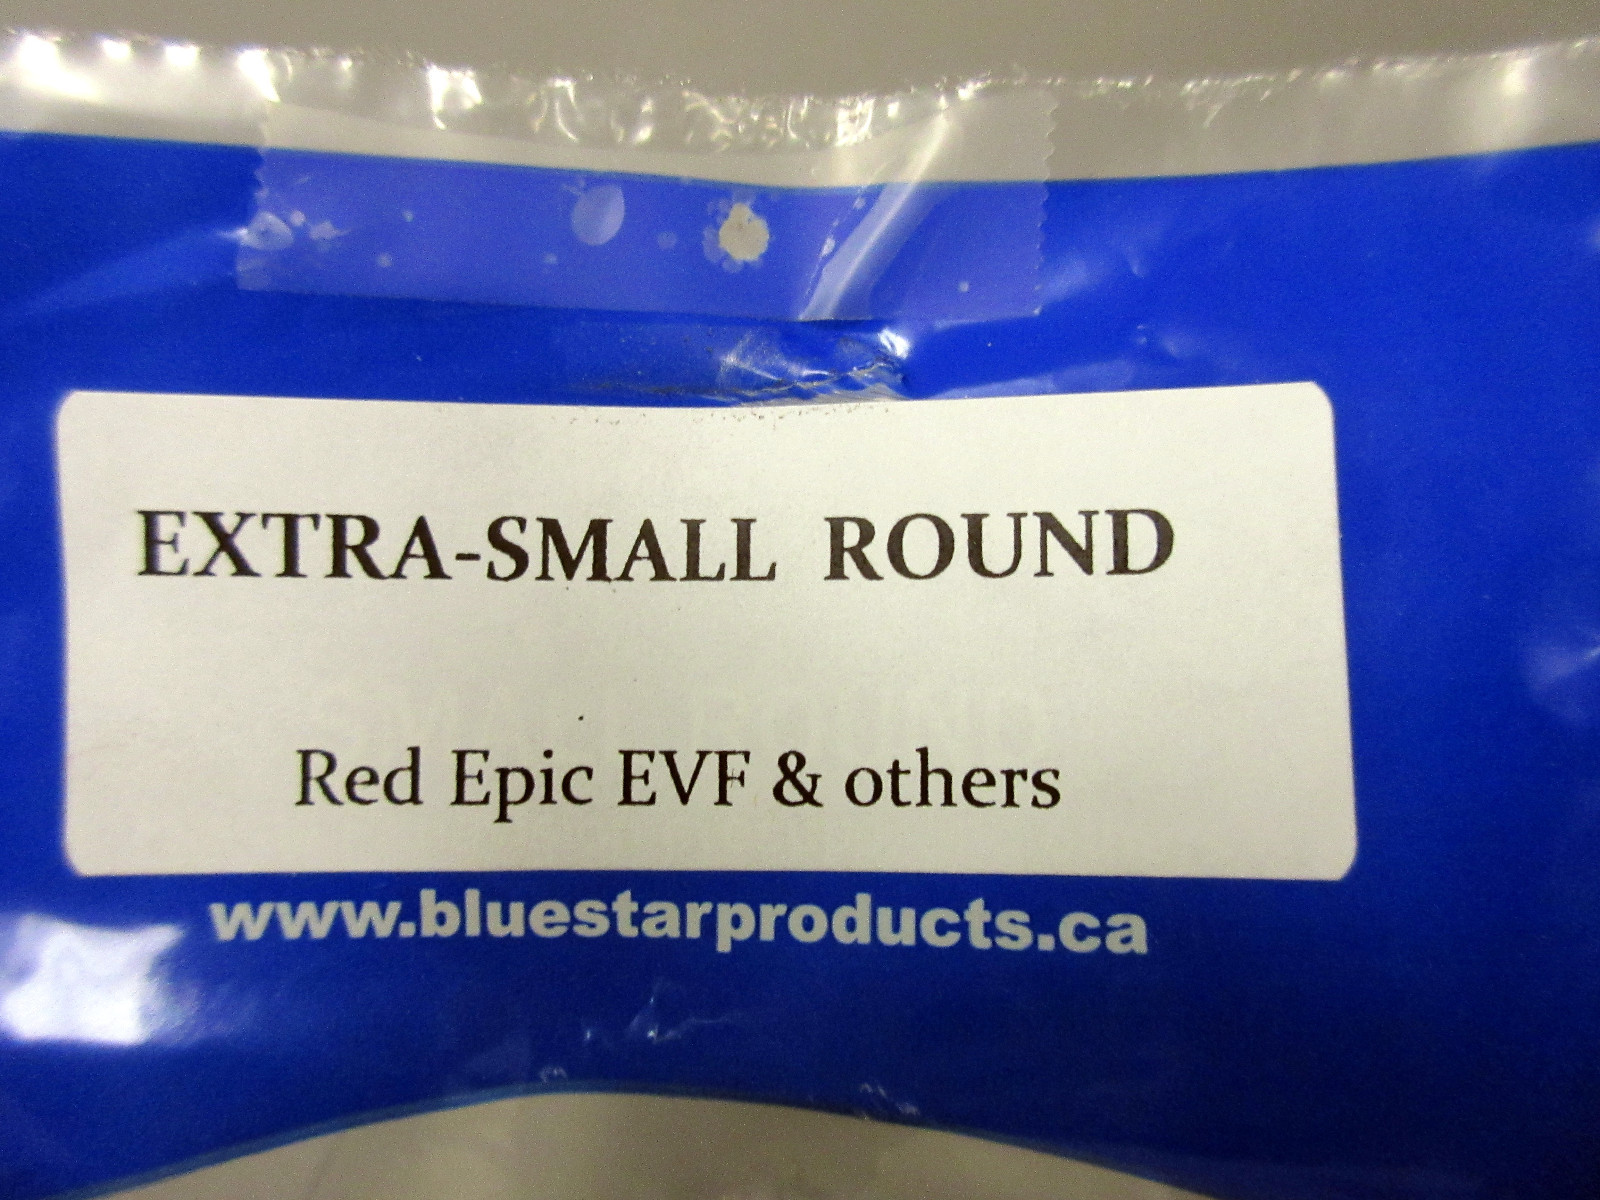 EXTRA-SMALL ROUND
Red Epic EVF & others
www.bluestarproducts.ca